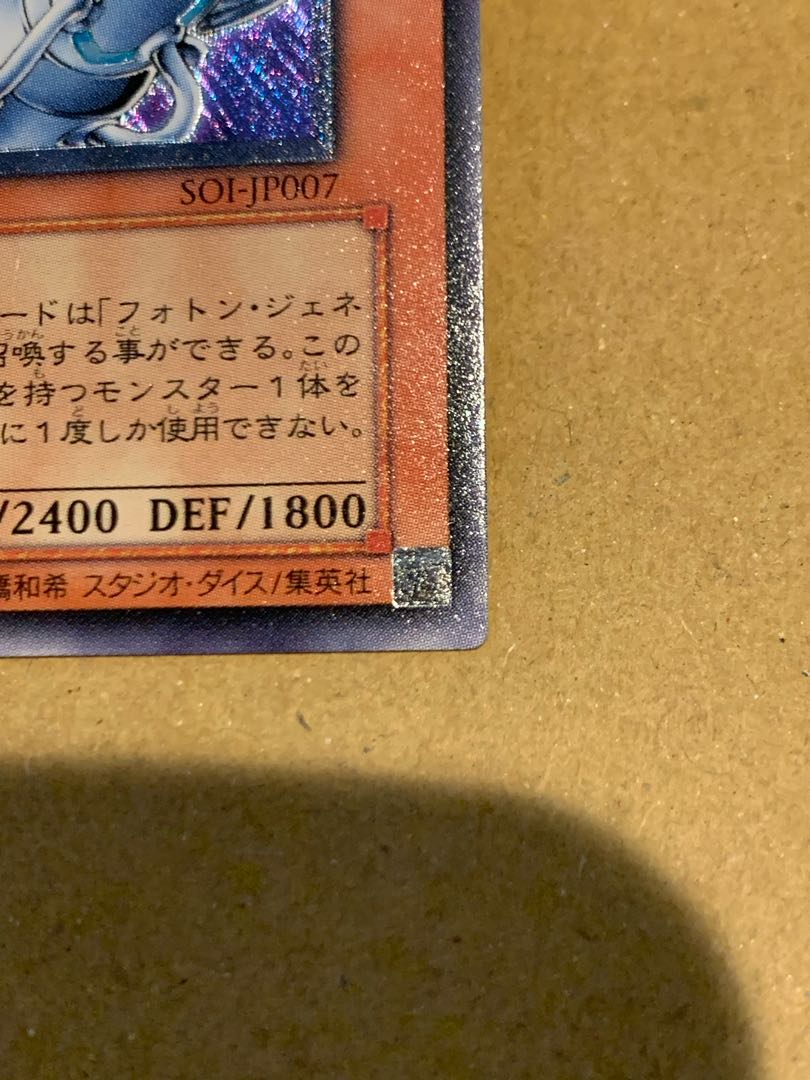 SOI-JP007
ードは「フォトン・ジェネ
召喚する事ができる。この
を持つモンスター1体を
に1度しか使用できない。
/2400 DEF/1800
橋和希 スタジオ・ダイス/集英社